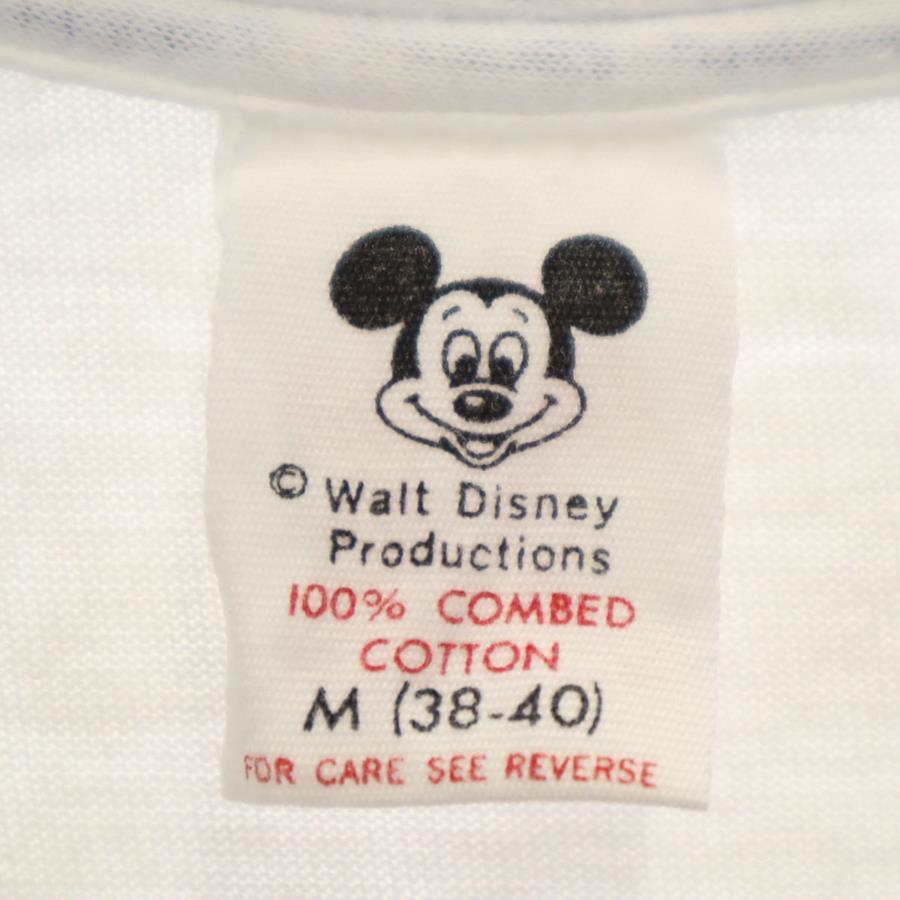 © Walt Disney
Productions
100% COMBED
COTTON
M (38-40)
FOR CARE SEE REVERSE